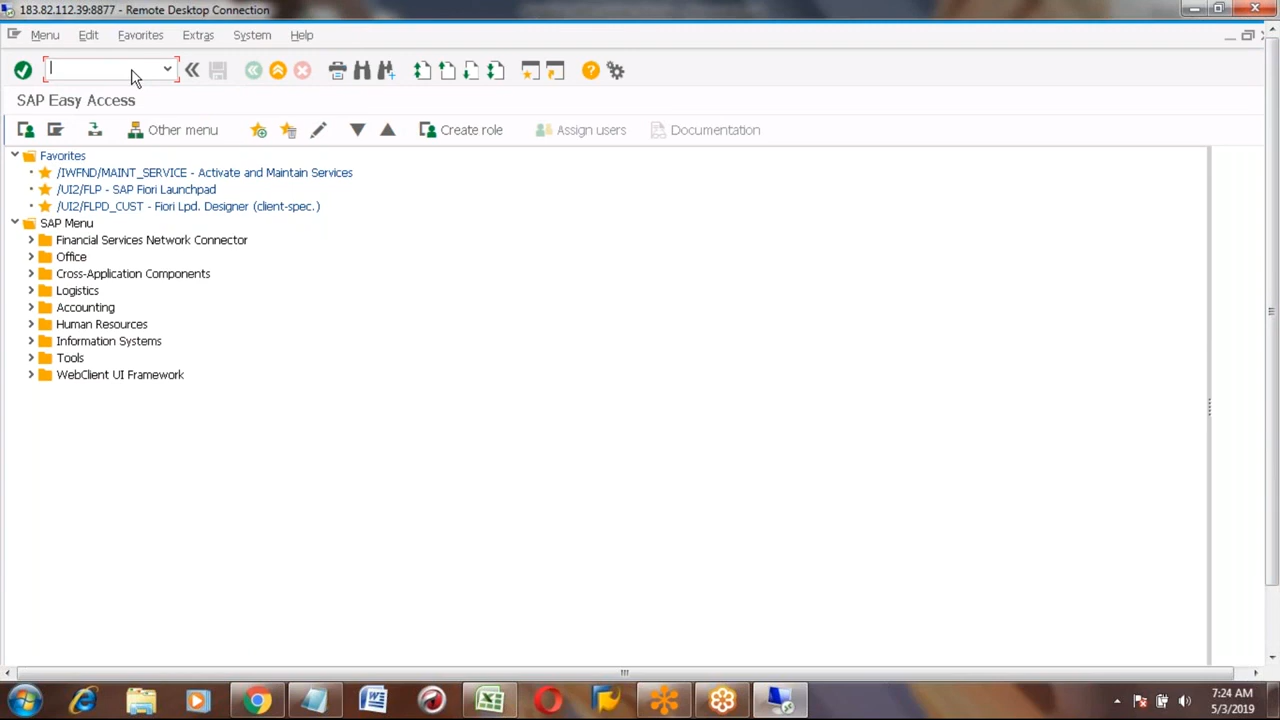 183.82.112.39:8877 - Remote Desktop Connection
Menu Edit Favorites Extras System Help
SAP Easy Access
Other menu Create role Assign users Documentation
Favorites
/IWFND/MAINT_SERVICE - Activate and Maintain Services
/UI2/FLP - SAP Fiori Launchpad
/UI2/FLPD_CUST - Fiori Lpd. Designer (client-spec.)
SAP Menu
Financial Services Network Connector
Office
Cross-Application Components
Logistics
Accounting
Human Resources
Information Systems
Tools
WebClient UI Framework
7:24 AM
5/3/2019